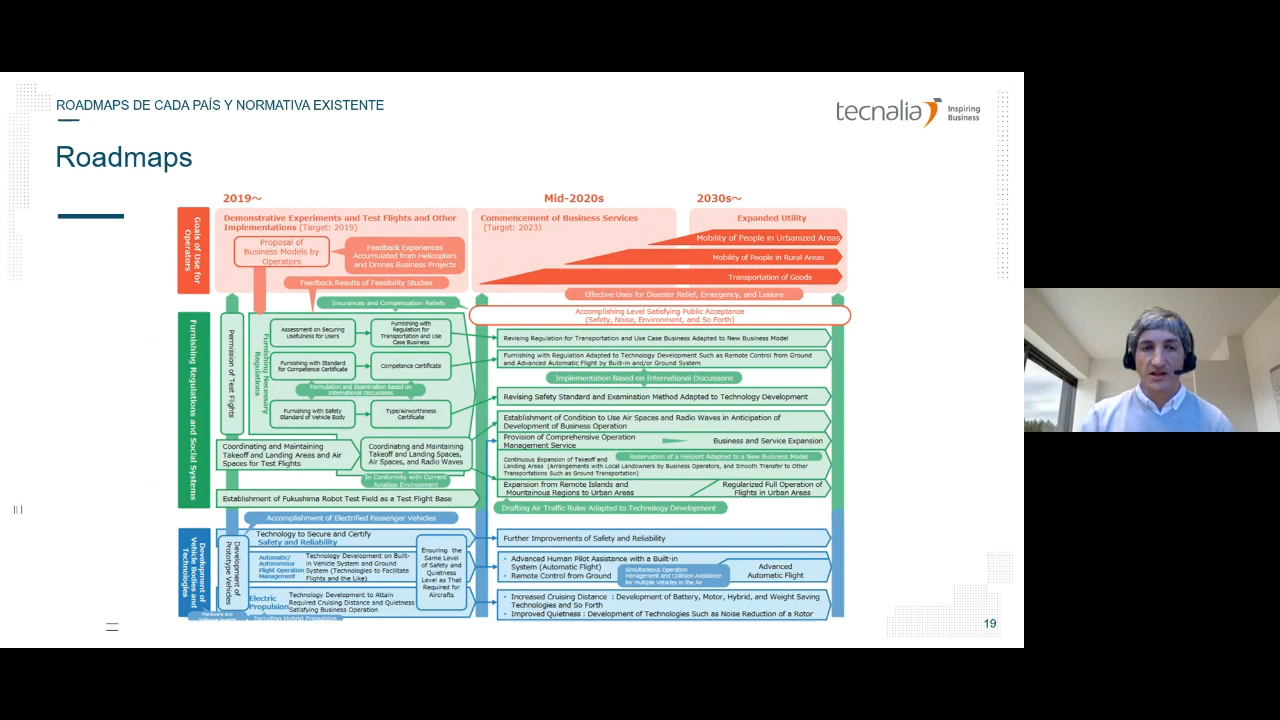 ROADMAPS DE CADA PAÍS Y NORMATIVA EXISTENTE
tecnalia
Inspiring
Business
Roadmaps
2019～
Mid-2020s
2030s～
Goals of Use for
Operators
Demonstrative Experiments and Test Flights and Other
Implementations (Target: 2019)
Proposal of
Business Models by
Operators
Feedback Experiences
Accumulated from Helicopters
and Drones Business Projects
Feedback Results of Feasibility Studies
Commencement of Business Services
(Target: 2023)
Expanded Utility
Mobility of People in Urbanized Areas
Mobility of People in Rural Areas
Transportation of Goods
Effective Uses for Disaster Relief, Emergency, and Leisure
Accomplishing Level Satisfying Public Acceptance
(Safety, Noise, Environment, and So Forth)
Furnishing Regulations and Social Systems
Permission of Test Flights
Insurances and Compensation Reliefs
Furnishing Necessary
Regulations
Assessment on Securing
Usefulness for Users
Furnishing with
Regulation for
Transportation and Use
Case Business
Furnishing with Standard
for Competence Certificate
Competence Certificate
Formulation and Examination Based on
International Discussions
Furnishing with Safety
Standard of Vehicle Body
Type/Airworthiness
Certificate
Coordinating and Maintaining
Takeoff and Landing Areas and Air
Spaces for Test Flights
Coordinating and Maintaining
Takeoff and Landing Spaces,
Air Spaces, and Radio Waves
In Conformity with Current
Aviation Environment
Establishment of Fukushima Robot Test Field as a Test Flight Base
Revising Regulation for Transportation and Use Case Business Adapted to New Business Model
Furnishing with Regulation Adapted to Technology Development Such as Remote Control from Ground
and Advanced Automatic Flight by Built-in and/or Ground System
Implementation Based on International Discussions
Revising Safety Standard and Examination Method Adapted to Technology Development
Establishment of Condition to Use Air Spaces and Radio Waves in Anticipation of
Development of Business Operation
Provision of Comprehensive Operation
Management Service
Business and Service Expansion
Continuous Expansion of Takeoff and
Landing Areas (Arrangements with Local Landowners by Business Operators, and Smooth Transfer to Other
Transportations Such as Ground Transportation)
Reservation of a Heliport Adapted to a New Business Model
Expansion from Remote Islands and
Mountainous Regions to Urban Areas
Regularized Full Operation of
Flights in Urban Areas
Drafting Air Traffic Rules Adapted to Technology Development
Development of
Vehicle Bodies and
Technologies
Accomplishment of Electrified Passenger Vehicles
Development of
Prototype Vehicles
Technology to Secure and Certify
Safety and Reliability
Automatic/
Autonomous
Flight Operation
Management
Technology Development on Built-
in Vehicle System and Ground
System (Technologies to Facilitate
Flights and the Like)
Electric
Propulsion
Technology Development to Attain
Required Cruising Distance and Quietness
Satisfying Business Operation
Including Hybrid Propulsion
Ensuring the
Same Level
of Safety and
Quietness
Level as That
Required for
Aircrafts
Further Improvements of Safety and Reliability
・ Advanced Human Pilot Assistance with a Built-in
System (Automatic Flight)
・ Remote Control from Ground
Simultaneous Operation
Management and Collision Avoidance
for Multiple Vehicles in the Air
Advanced
Automatic Flight
・ Increased Cruising Distance : Development of Battery, Motor, Hybrid, and Weight Saving
Technologies and So Forth
・ Improved Quietness : Development of Technologies Such as Noise Reduction of a Rotor
19